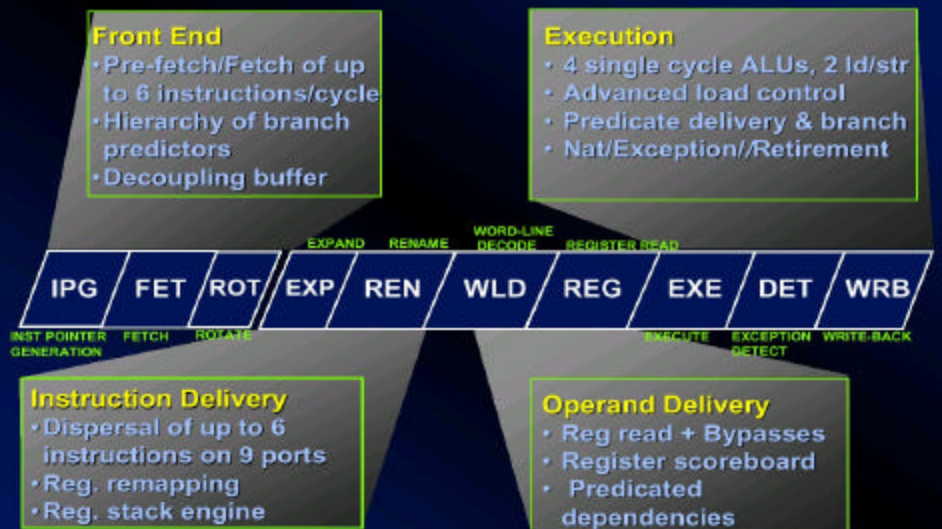 Front End
•Pre-fetch/Fetch of up
to 6 instructions/cycle
•Hierarchy of branch
predictors
•Decoupling buffer
Execution
• 4 single cycle ALUs, 2 ld/str
• Advanced load control
• Predicate delivery & branch
• Nat/Exception//Retirement
EXPAND
RENAME
WORD-LINE
DECODE
REGISTER READ
IPG
FET
ROT
EXP
REN
WLD
REG
EXE
DET
WRB
INST POINTER
GENERATION
FETCH
ROTATE
EXECUTE
EXCEPTION
DETECT
WRITE-BACK
Instruction Delivery
•Dispersal of up to 6
instructions on 9 ports
•Reg. remapping
•Reg. stack engine
Operand Delivery
• Reg read + Bypasses
• Register scoreboard
• Predicated
dependencies